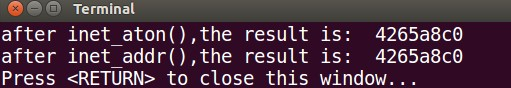 Terminal
after inet_aton(),the result is:  4265a8c0
after inet_addr(),the result is:  4265a8c0
Press <RETURN> to close this window...